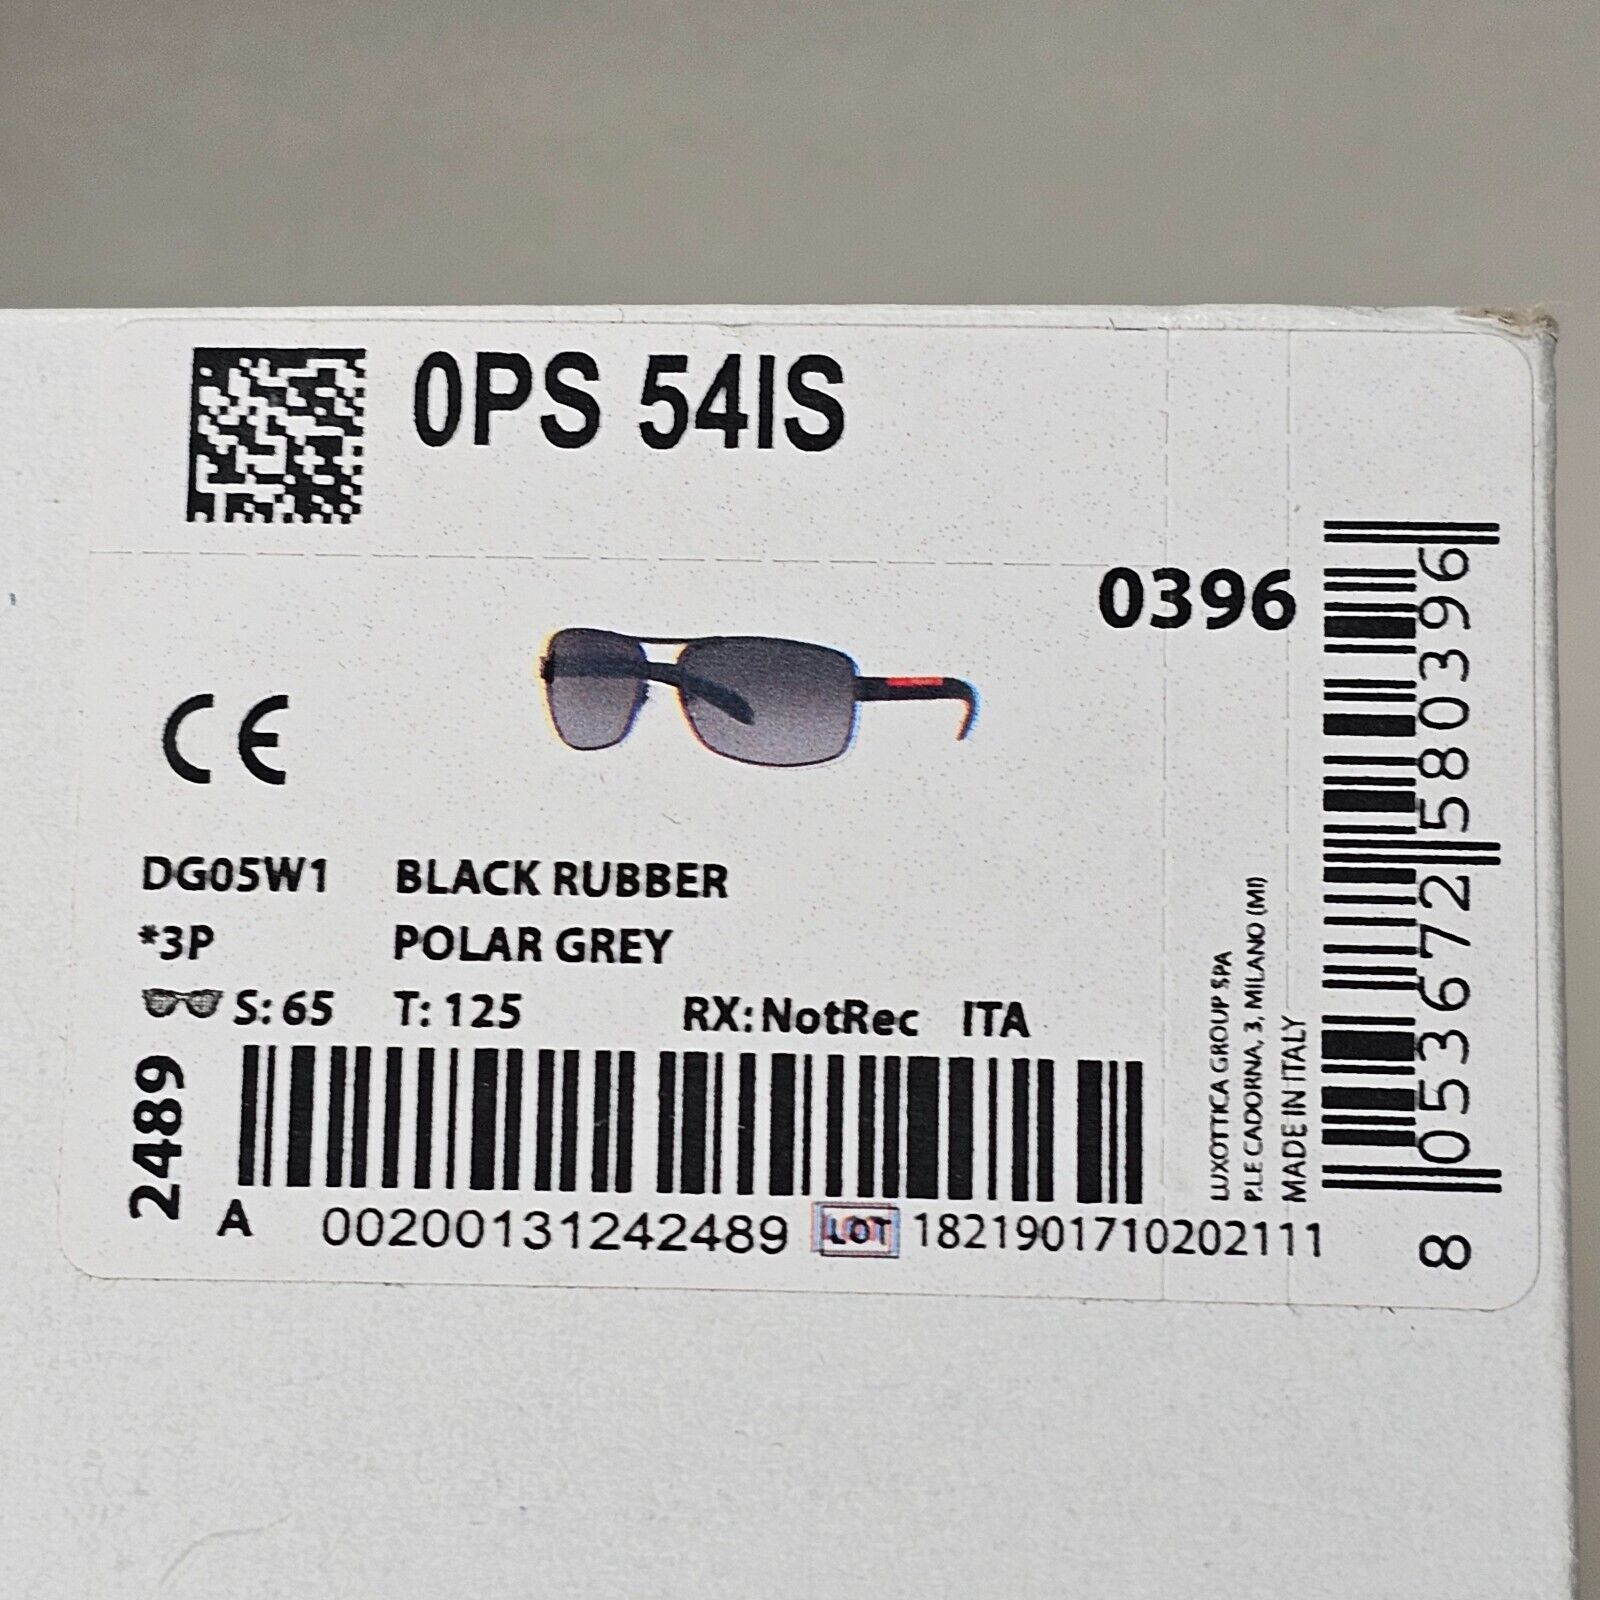 0PS 54IS
0396
CE
DG05W1 BLACK RUBBER
*3P POLAR GREY
S: 65 T: 125 RX: NotRec ITA
2489
A 00200131242489 LOT 1821901710202111
LUXOTTICA GROUP SPA
P.LE CADORNA, 3, MILANO (MI)
MADE IN ITALY
8 053672 580396